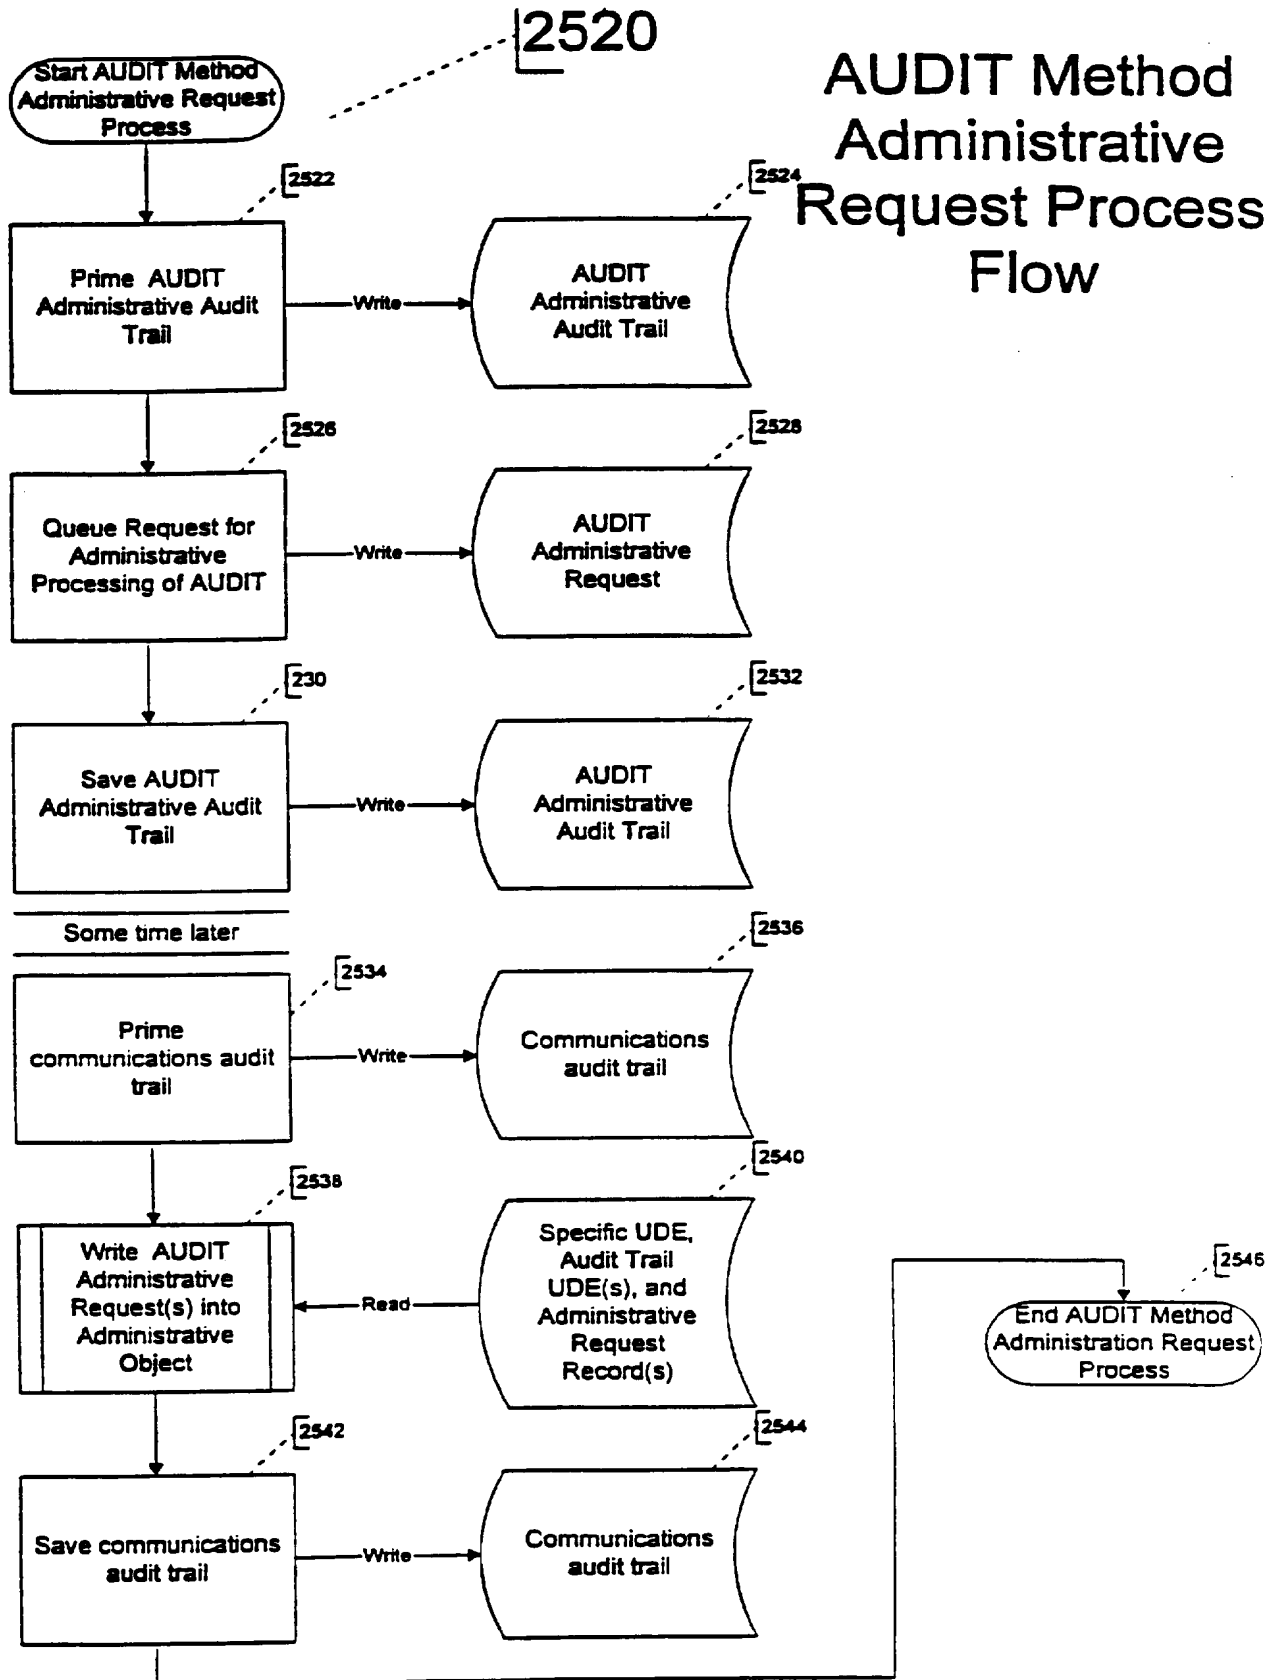 2520
AUDIT Method
Administrative
Request Process
Flow
Start AUDIT Method
Administrative Request
Process
2522
Prime AUDIT
Administrative Audit
Trail
Write
2524
AUDIT
Administrative
Audit Trail
2526
Queue Request for
Administrative
Processing of AUDIT
Write
2528
AUDIT
Administrative
Request
230
Save AUDIT
Administrative Audit
Trail
Write
2532
AUDIT
Administrative
Audit Trail
Some time later
2534
Prime
communications audit
trail
Write
2536
Communications
audit trail
2538
Write AUDIT
Administrative
Request(s) into
Administrative
Object
Read
2540
Specific UDE,
Audit Trail
UDE(s), and
Administrative
Request
Record(s)
2542
Save communications
audit trail
Write
2544
Communications
audit trail
2546
End AUDIT Method
Administration Request
Process